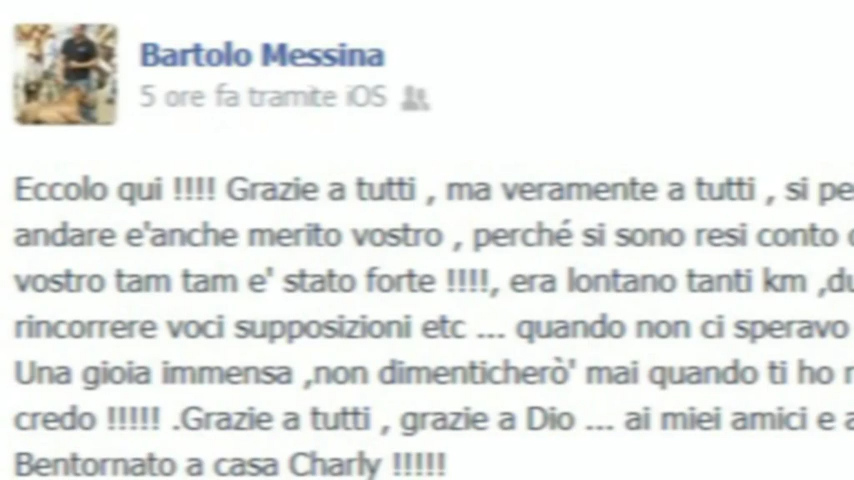 Bartolo Messina
5 ore fa tramite iOS
Eccolo qui !!!! Grazie a tutti , ma veramente a tutti , si
andare e'anche merito vostro , perché si sono resi conto
vostro tam tam e' stato forte !!!!, era lontano tanti km ,
rincorrere voci supposizioni etc ... quando non ci speravo
Una gioia immensa ,non dimenticherò' mai quando ti ho
credo !!!!! .Grazie a tutti , grazie a Dio ... ai miei amici e
Bentornato a casa Charly !!!!!